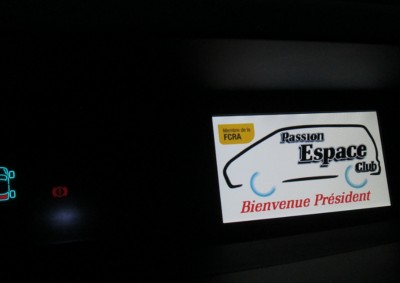 Membre de la
FCRA
Passion
Espace
Club
Bienvenue Président